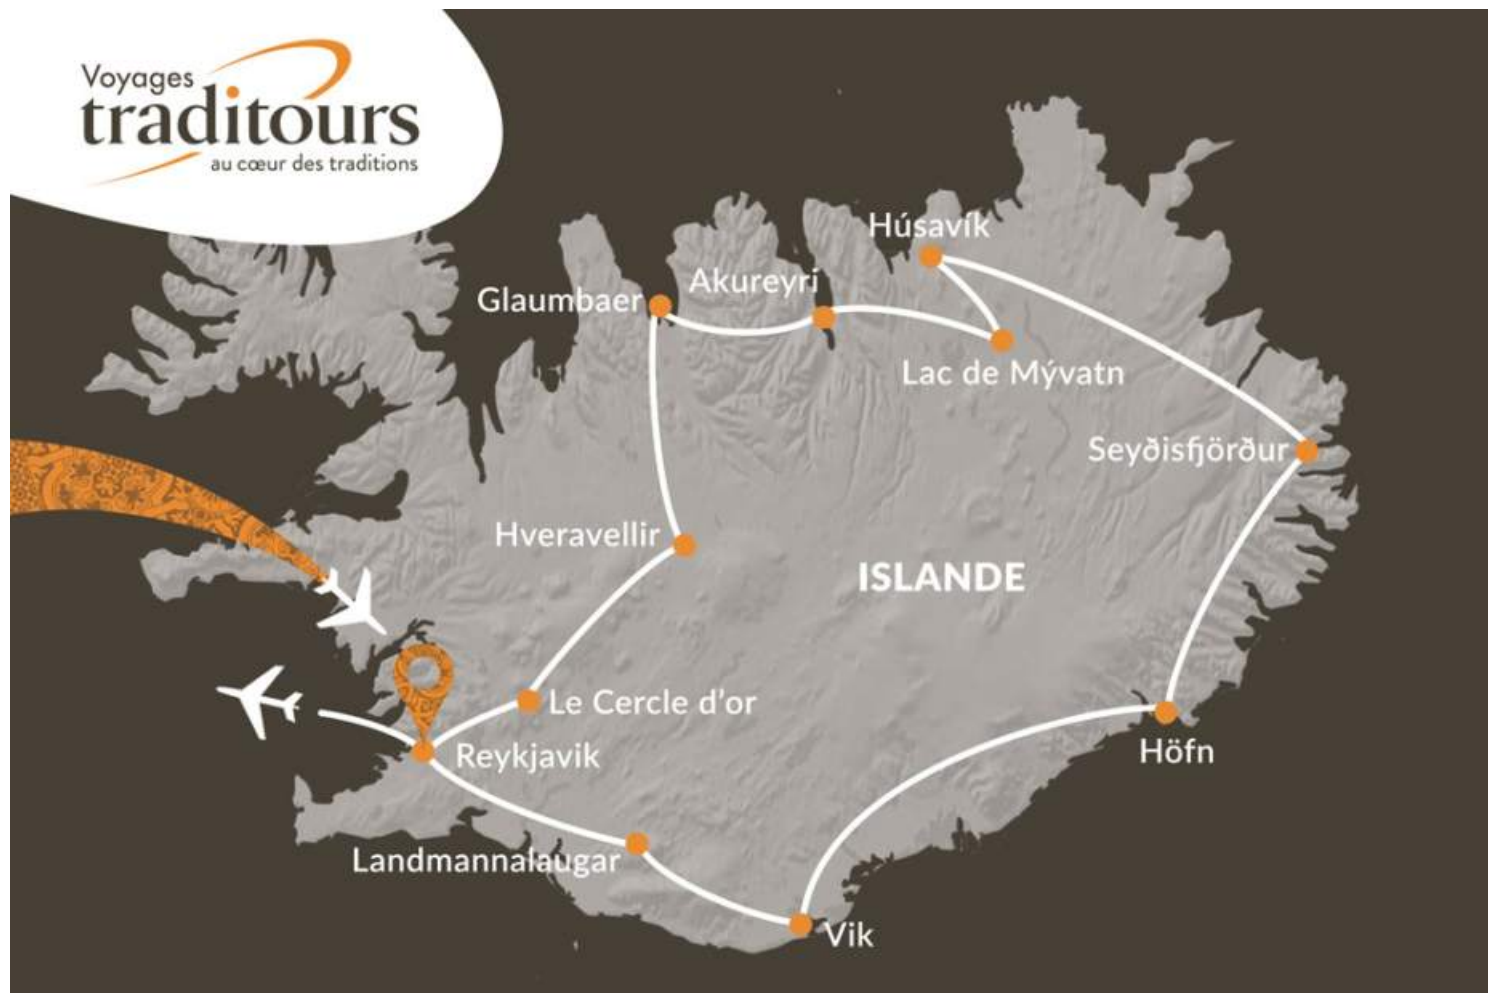 Voyages
traditours
au cœur des traditions
Húsavík
Akureyri
Glaumbaer
Lac de Mývatn
Seyðisfjörður
Hveravellir
ISLANDE
Le Cercle d'or
Reykjavik
Höfn
Landmannalaugar
Vik